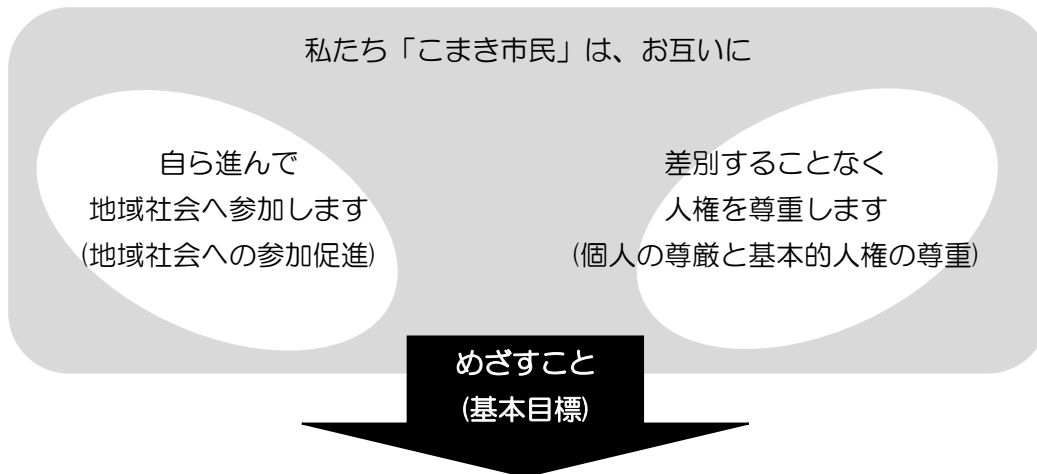 私たち「こまき市民」は、お互いに
自ら進んで
地域社会へ参加します
(地域社会への参加促進)
差別することなく
人権を尊重します
(個人の尊厳と基本的人権の尊重)
めざすこと
(基本目標)